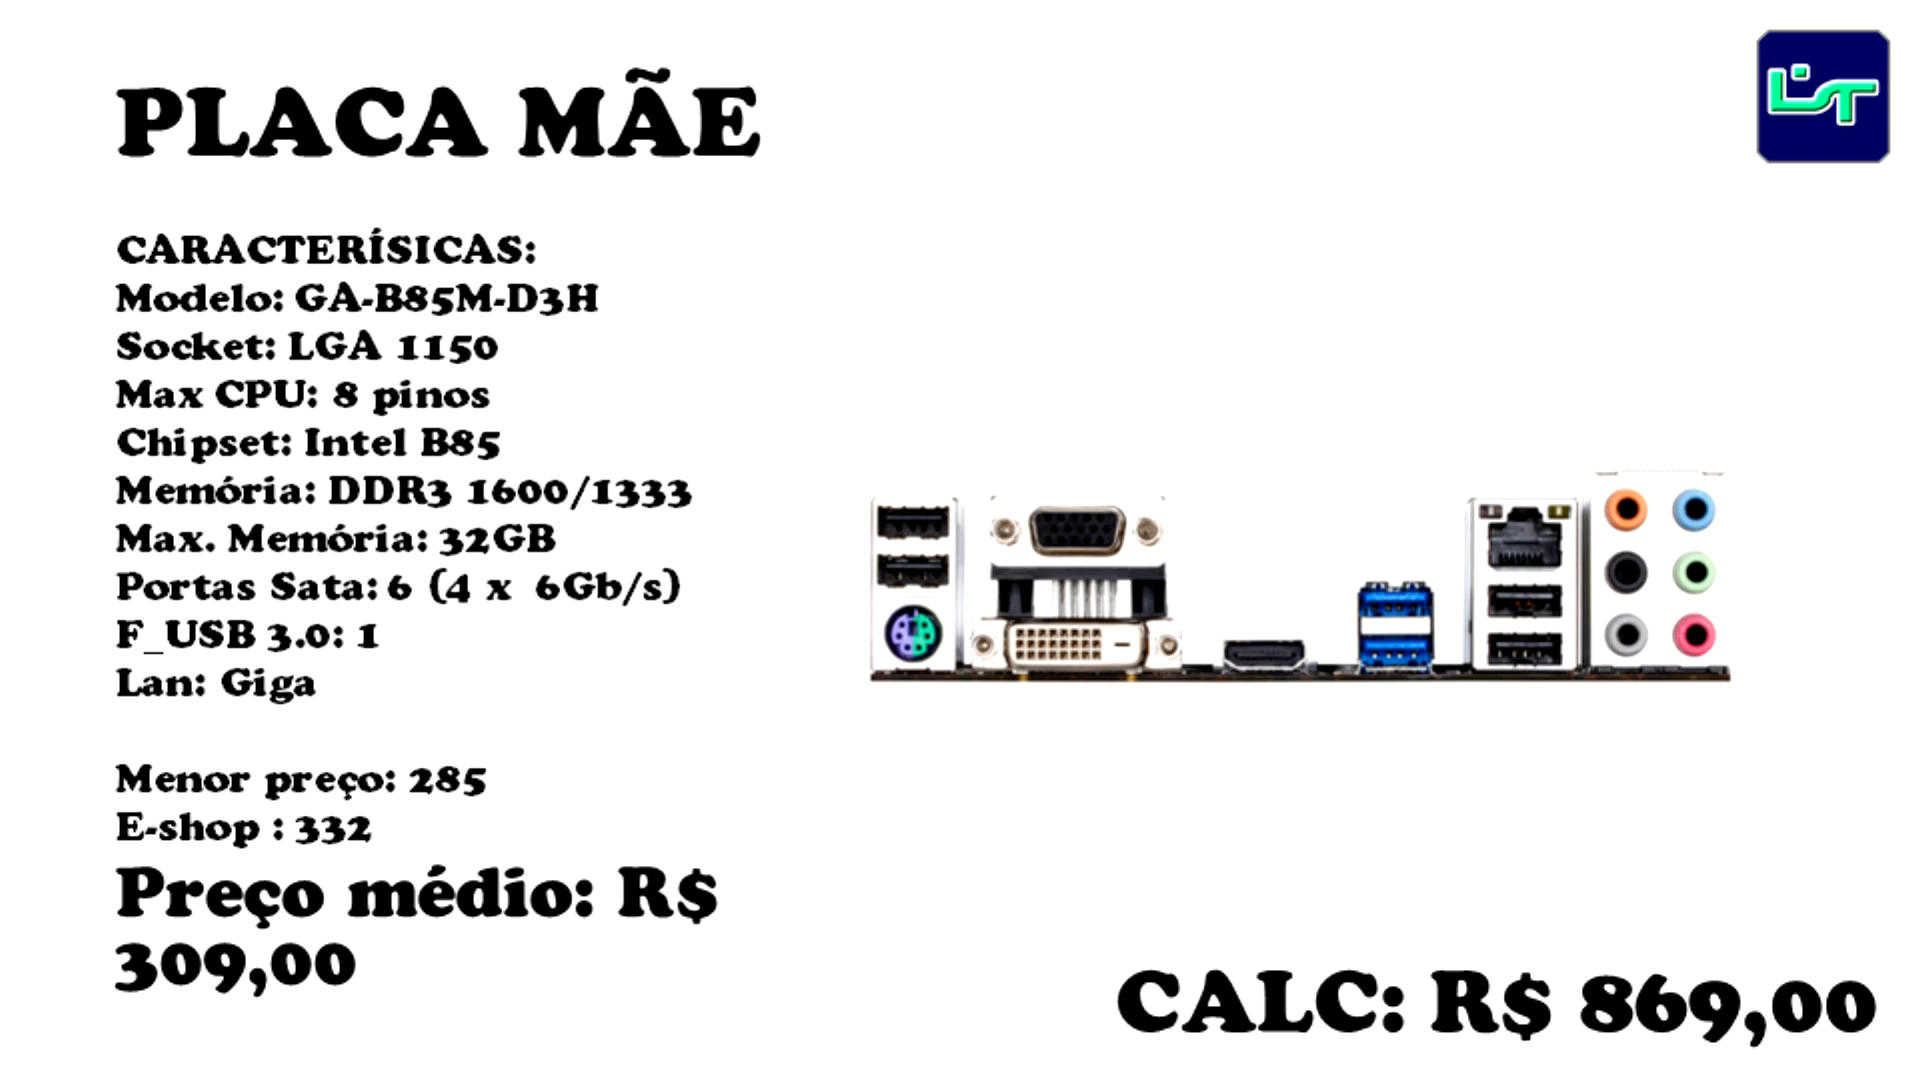 PLACA MÃE
LIST
CARACTERÍSICAS:
Modelo: GA-B85M-D3H
Socket: LGA 1150
Max CPU: 8 pinos
Chipset: Intel B85
Memória: DDR3 1600/1333
Max. Memória: 32GB
Portas Sata: 6 (4 x 6Gb/s)
F_USB 3.0: 1
Lan: Giga
Menor preço: 285
E-shop : 332
Preço médio: R$
309,00
CALC: R$ 869,00